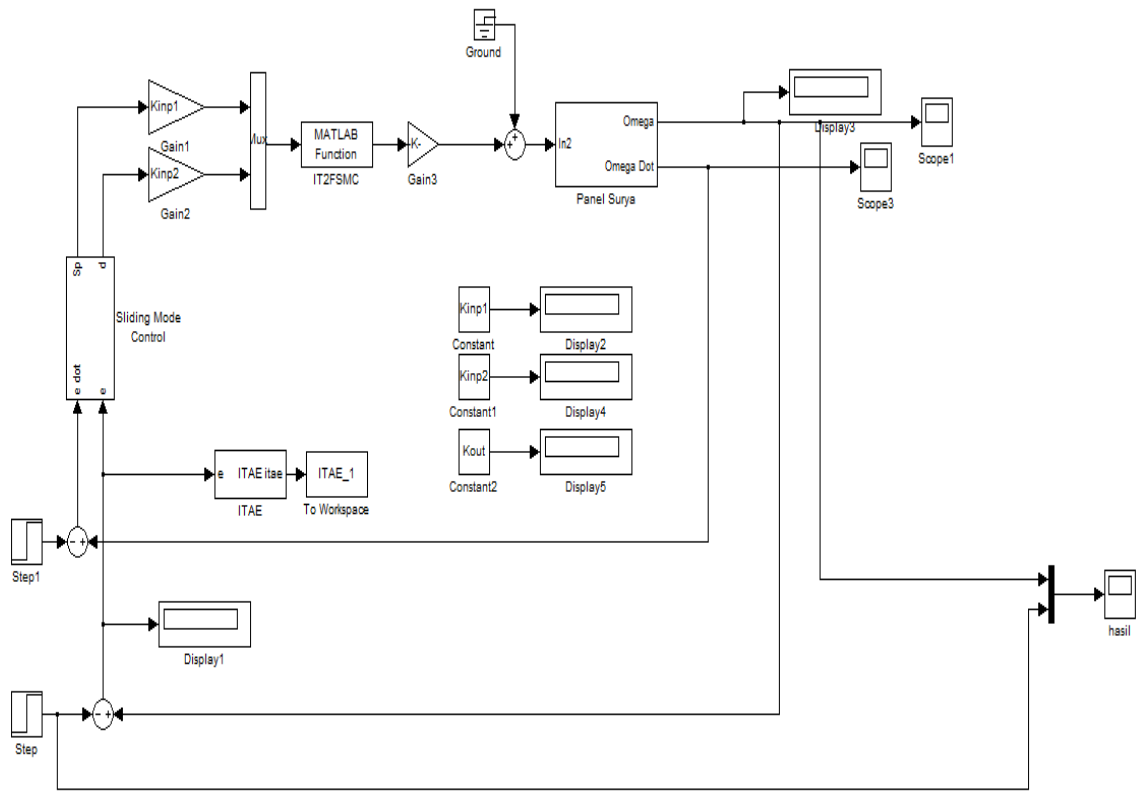 Ground
Kinp1
Gain1
Kinp2
Gain2
Mux
MATLAB
Function
IT2FSMC
K-
Gain3
+
+
In2
Omega
Omega Dot
Panel Surya
Display3
Scope1
Scope3
Sp
d
e dot
e
Sliding Mode
Control
Kinp1
Constant
Display2
Kinp2
Constant1
Display4
Kout
Constant2
Display5
e ITAE itae
ITAE
ITAE_1
To Workspace
Step1
- +
Display1
Step
- +
hasil